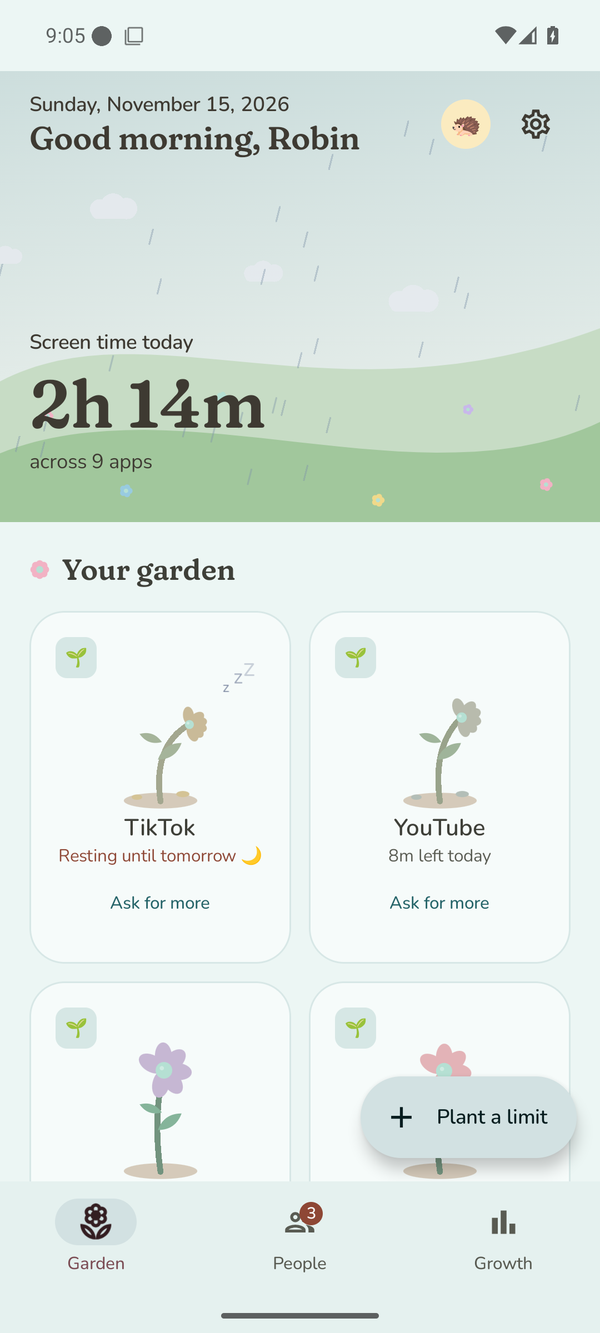 9:05
Sunday, November 15, 2026
Good morning, Robin
Screen time today
2h 14m
across 9 apps
Your garden
z z Z
TikTok
Resting until tomorrow 🌙
Ask for more
YouTube
8m left today
Ask for more
+ Plant a limit
3
Garden
People
Growth